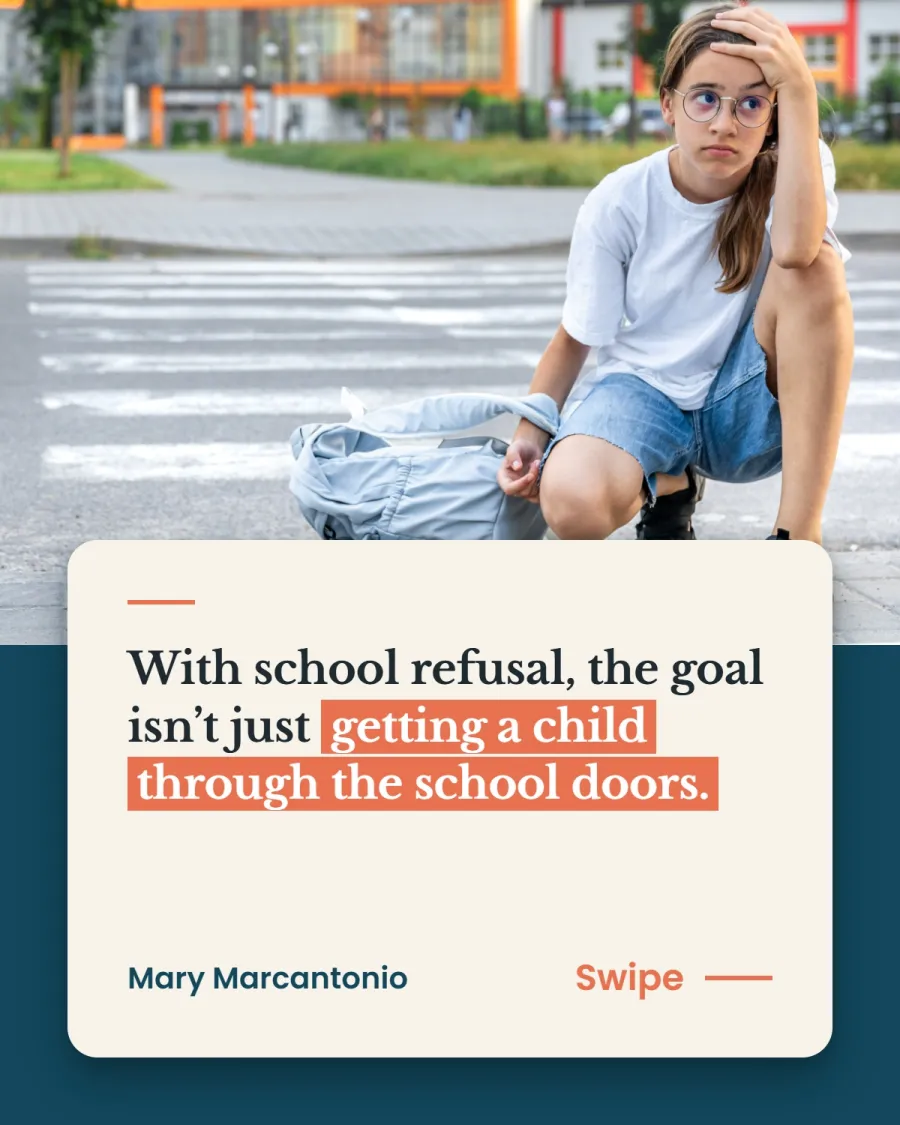 With school refusal, the goal
isn’t just getting a child
through the school doors.
Mary Marcantonio
Swipe